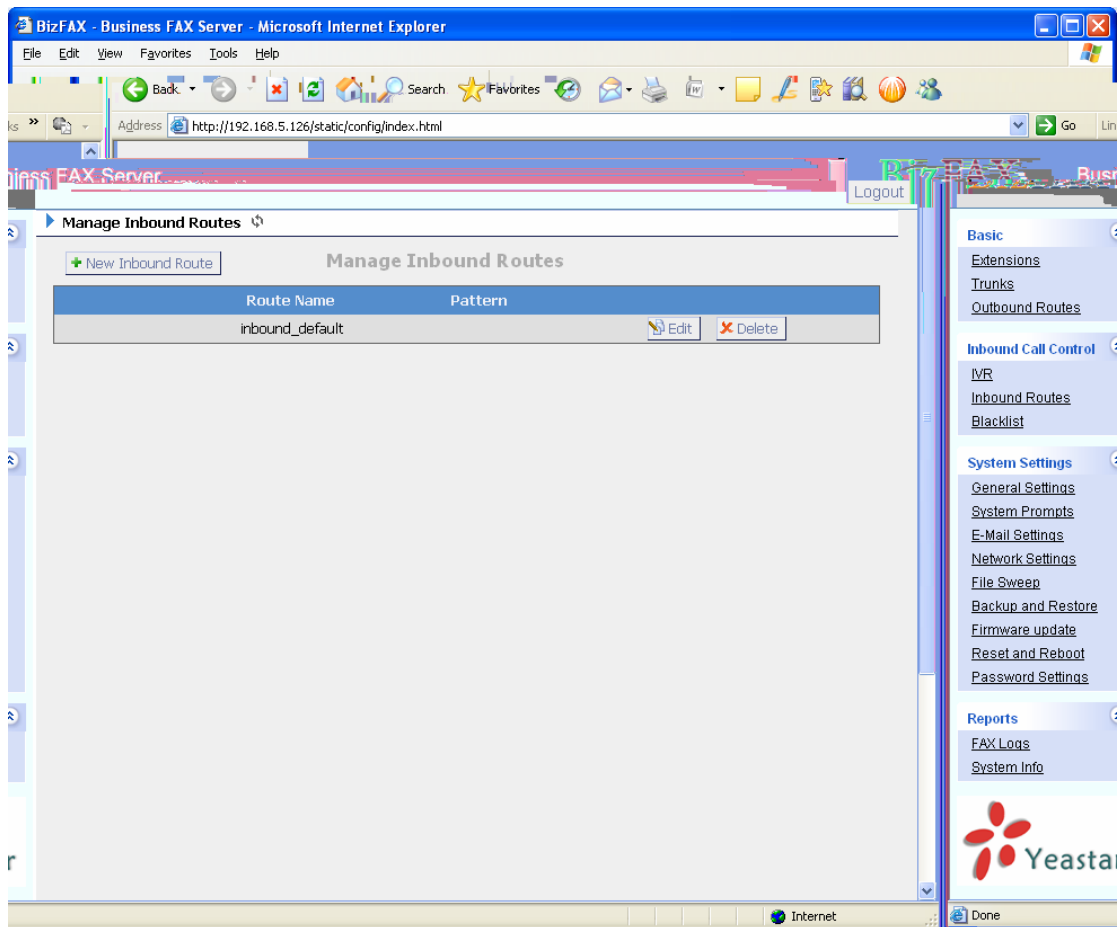 BizFAX - Business FAX Server - Microsoft Internet Explorer
File Edit View Favorites Tools Help
Back Search Favorites
Address http://192.168.5.126/static/config/index.html Go
FAX Server
Logout
Manage Inbound Routes
New Inbound Route
Manage Inbound Routes
Route Name Pattern
inbound_default Edit Delete
Basic
Extensions
Trunks
Outbound Routes
Inbound Call Control
IVR
Inbound Routes
Blacklist
System Settings
General Settings
System Prompts
E-Mail Settings
Network Settings
File Sweep
Backup and Restore
Firmware update
Reset and Reboot
Password Settings
Reports
FAX Logs
System Info
Yeastar
Internet
Done